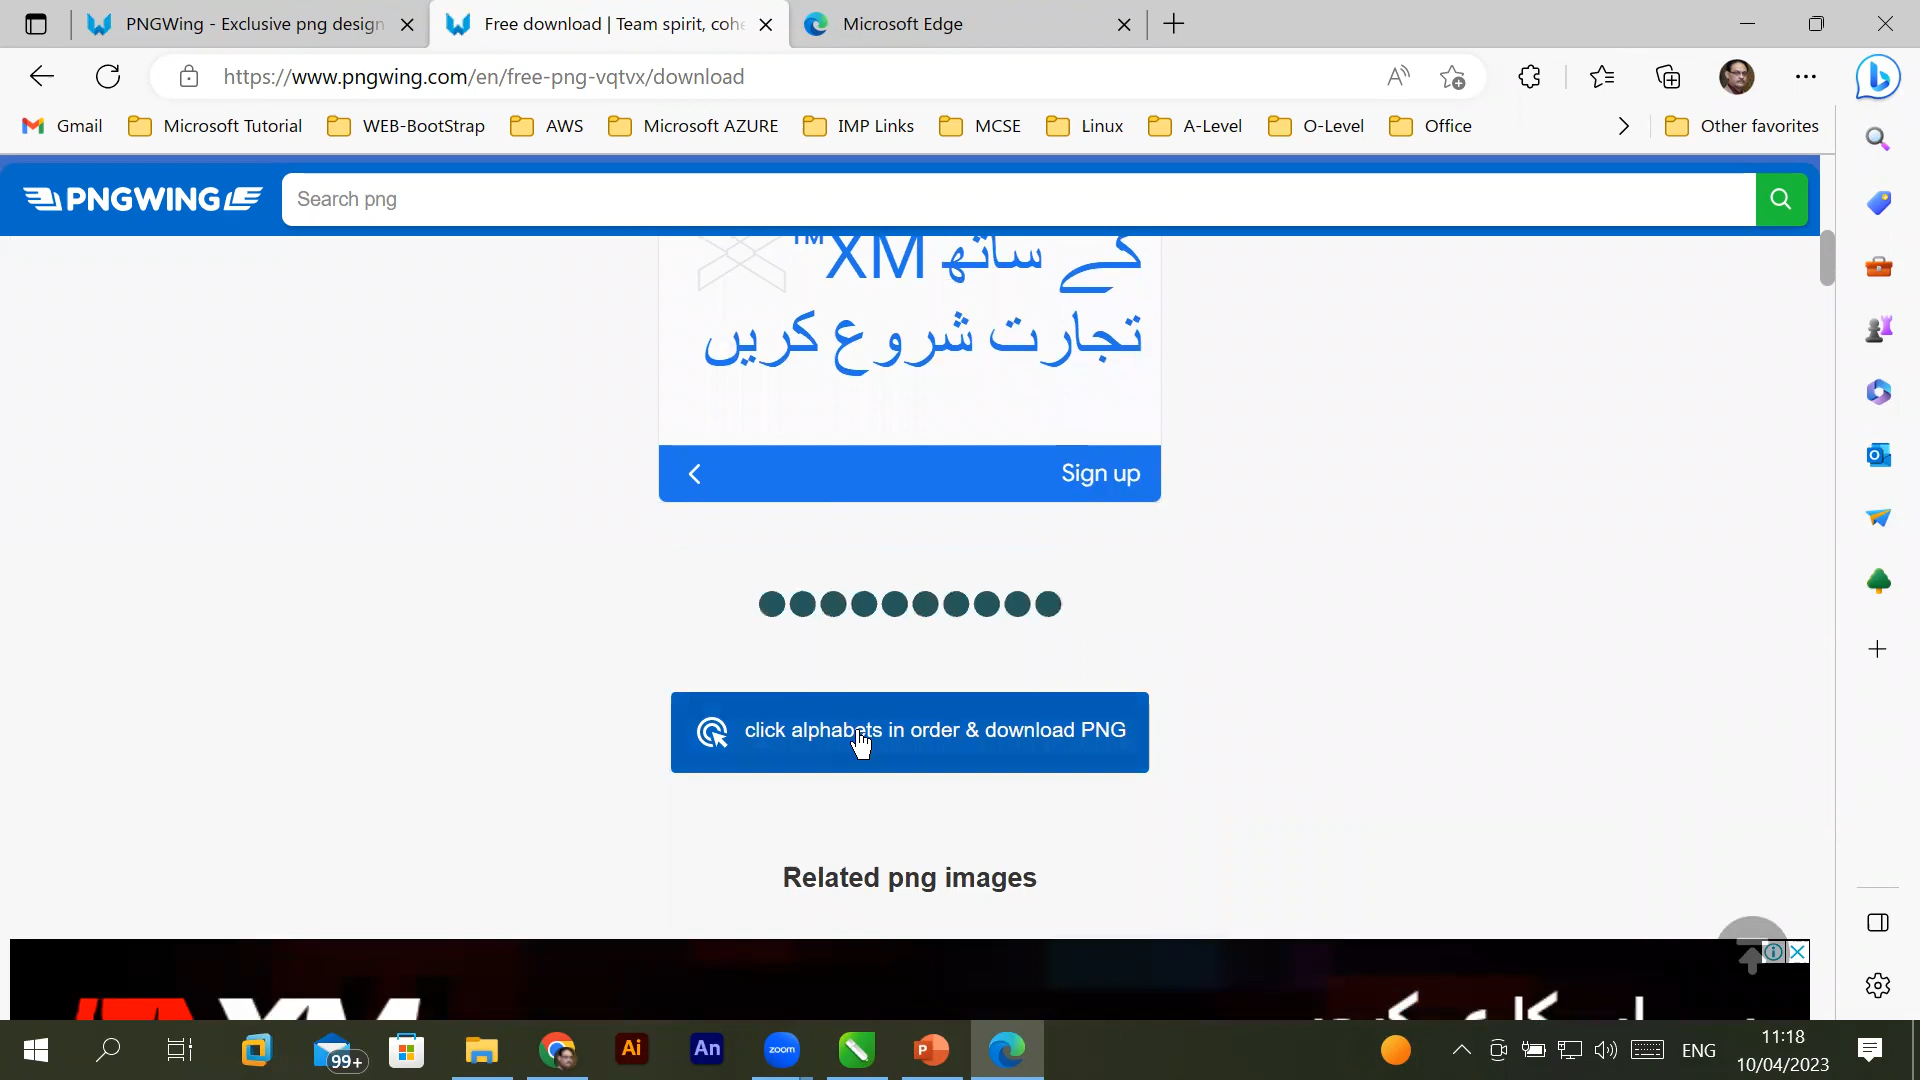 PNGWing - Exclusive png design
Free download | Team spirit, cohe
Microsoft Edge
https://www.pngwing.com/en/free-png-vqtvx/download
Gmail
Microsoft Tutorial
WEB-BootStrap
AWS
Microsoft AZURE
IMP Links
MCSE
Linux
A-Level
O-Level
Office
Other favorites
PNGWING
Search png
کے ساتھ XM™
تجارت شروع کریں
Sign up
click alphabets in order & download PNG
Related png images
XM
99+
Ai
An
zoom
ENG
11:18
10/04/2023